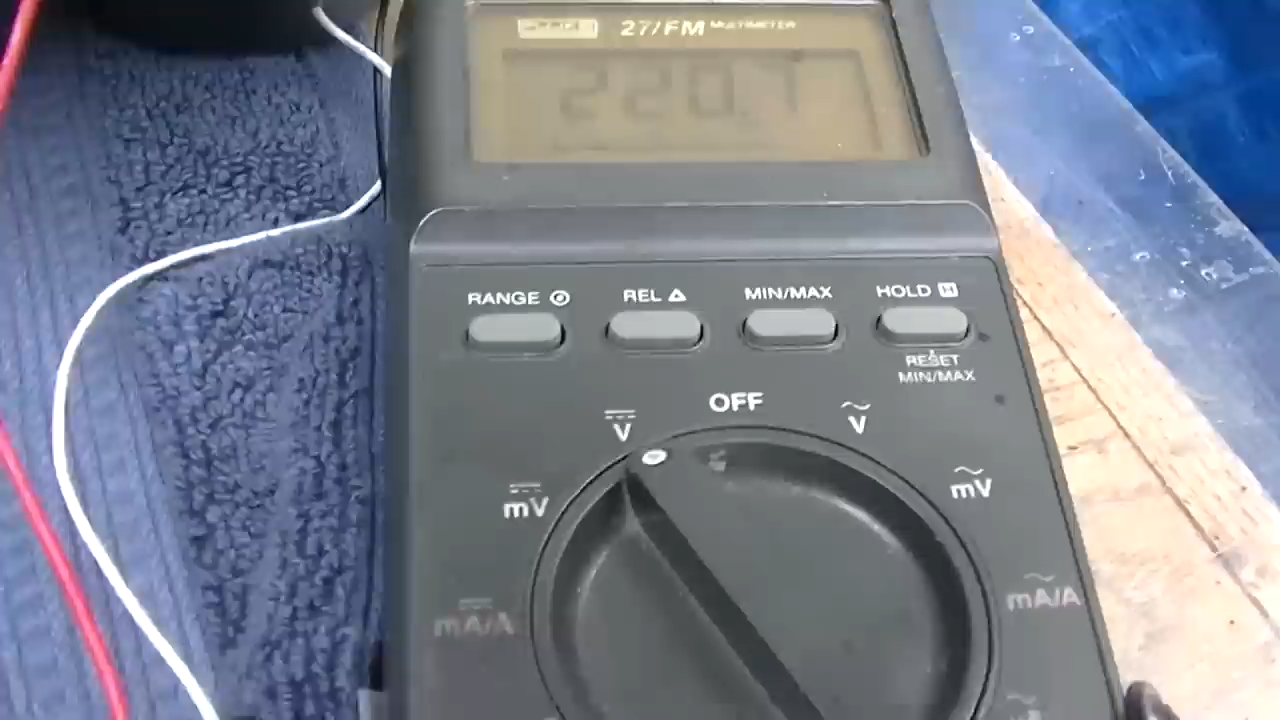 27/FM MULTIMETER
220.7
RANGE
REL △
MIN/MAX
HOLD H
RESET
MIN/MAX
OFF
V
V
mV
mV
mA/A
mA/A